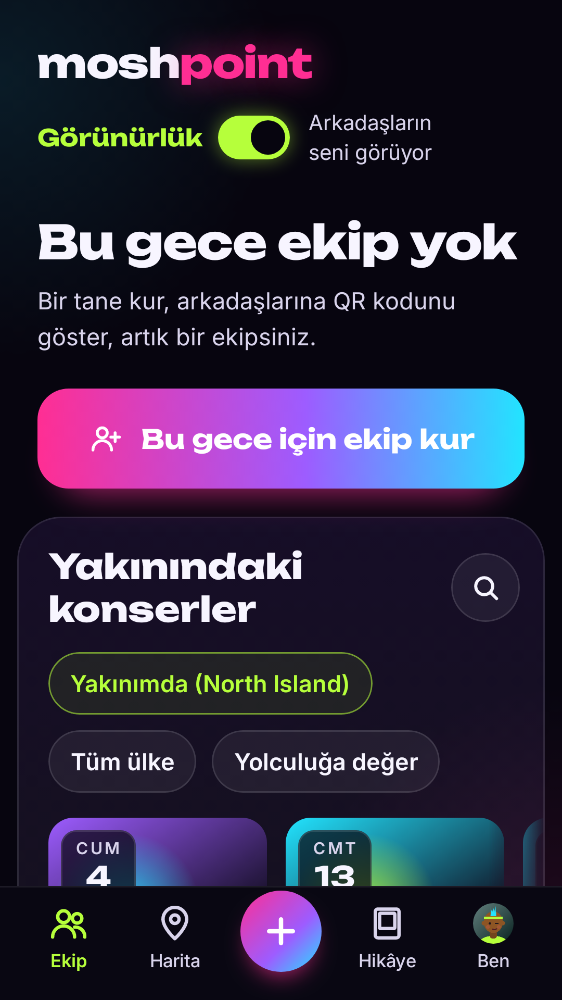 moshpoint
Görünürlük
Arkadaşların
seni görüyor
Bu gece ekip yok
Bir tane kur, arkadaşlarına QR kodunu
göster, artık bir ekipsiniz.
Bu gece için ekip kur
Yakınındaki
konserler
Yakınımda (North Island)
Tüm ülke
Yolculuğa değer
CUM
4
CMT
13
Ekip
Harita
Hikâye
Ben